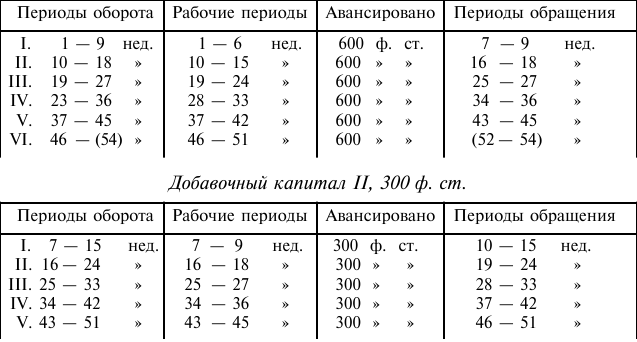 Периоды оборота Рабочие периоды Авансировано Периоды обращения
I. 1 — 9 нед. 1 — 6 нед. 600 ф. ст. 7 — 9 нед.
II. 10 — 18 » 10 — 15 » 600 » » 16 — 18 »
III. 19 — 27 » 19 — 24 » 600 » » 25 — 27 »
IV. 23 — 36 » 28 — 33 » 600 » » 34 — 36 »
V. 37 — 45 » 37 — 42 » 600 » » 43 — 45 »
VI. 46 — (54) » 46 — 51 » 600 » » (52 — 54) »
Добавочный капитал II, 300 ф. ст.
Периоды оборота Рабочие периоды Авансировано Периоды обращения
I. 7 — 15 нед. 7 — 9 нед. 300 ф. ст. 10 — 15 нед.
II. 16 — 24 » 16 — 18 » 300 » » 19 — 24 »
III. 25 — 33 » 25 — 27 » 300 » » 28 — 33 »
IV. 34 — 42 » 34 — 36 » 300 » » 37 — 42 »
V. 43 — 51 » 43 — 45 » 300 » » 46 — 51 »